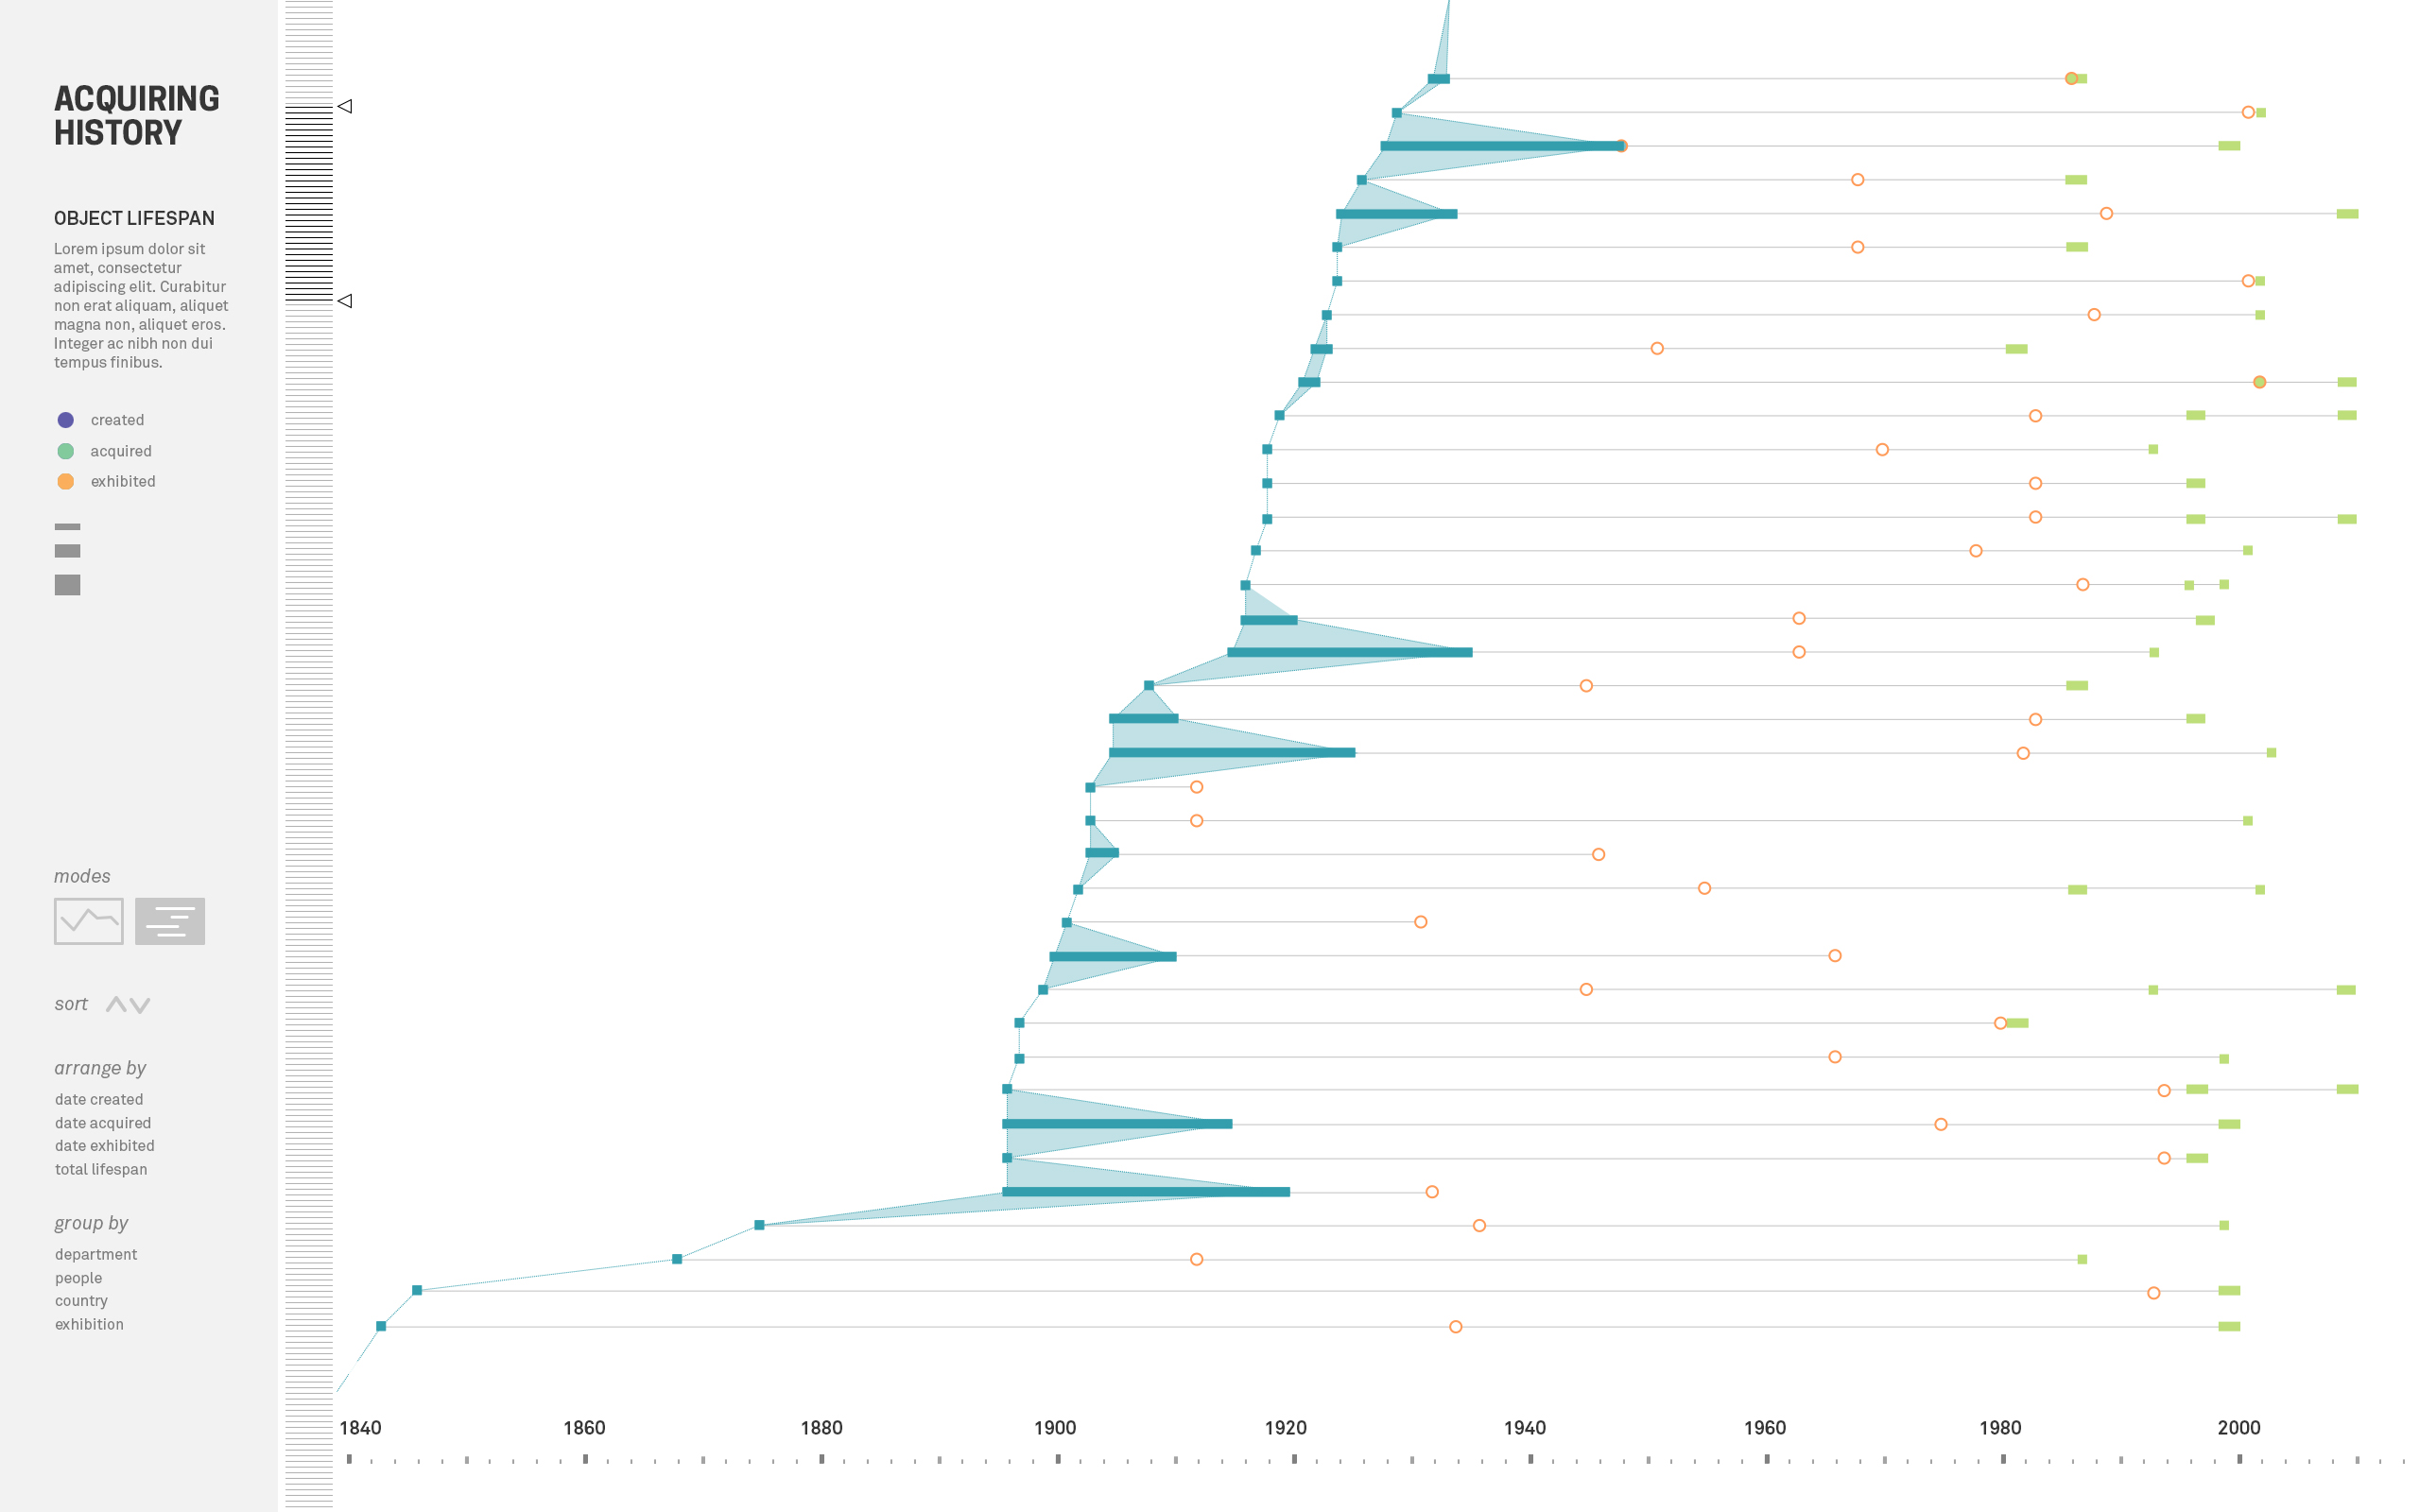 ACQUIRING
HISTORY
OBJECT LIFESPAN
Lorem ipsum dolor sit
amet, consectetur
adipiscing elit. Curabitur
non erat aliquam, aliquet
magna non, aliquet eros.
Integer ac nibh non dui
tempus finibus.
created
acquired
exhibited
modes
sort
arrange by
date created
date acquired
date exhibited
total lifespan
group by
department
people
country
exhibition
1840 1860 1880 1900 1920 1940 1960 1980 2000